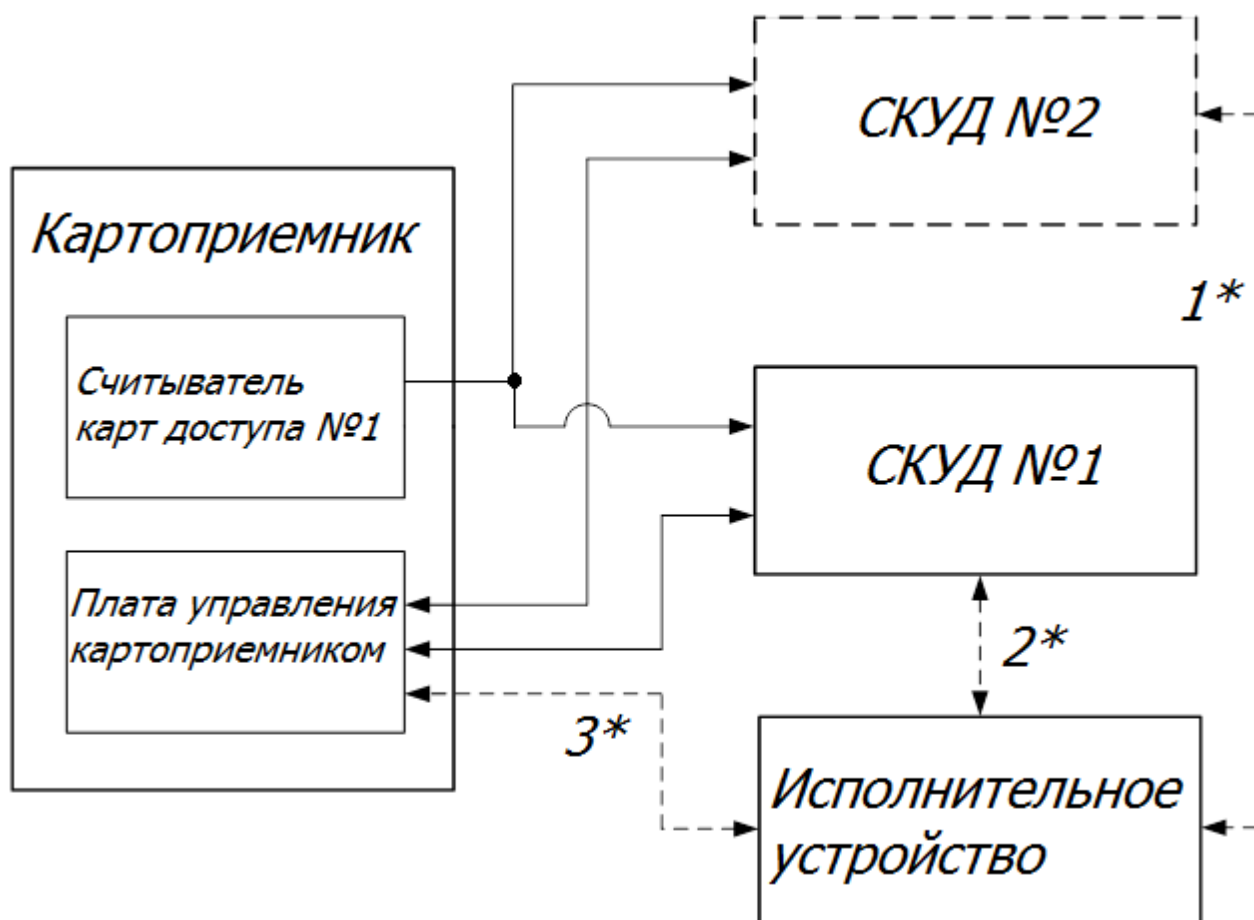 СКУД №2
Картоприемник
1*
Считыватель
карт доступа №1
СКУД №1
Плата управления
картоприемником
2*
3*
Исполнительное
устройство